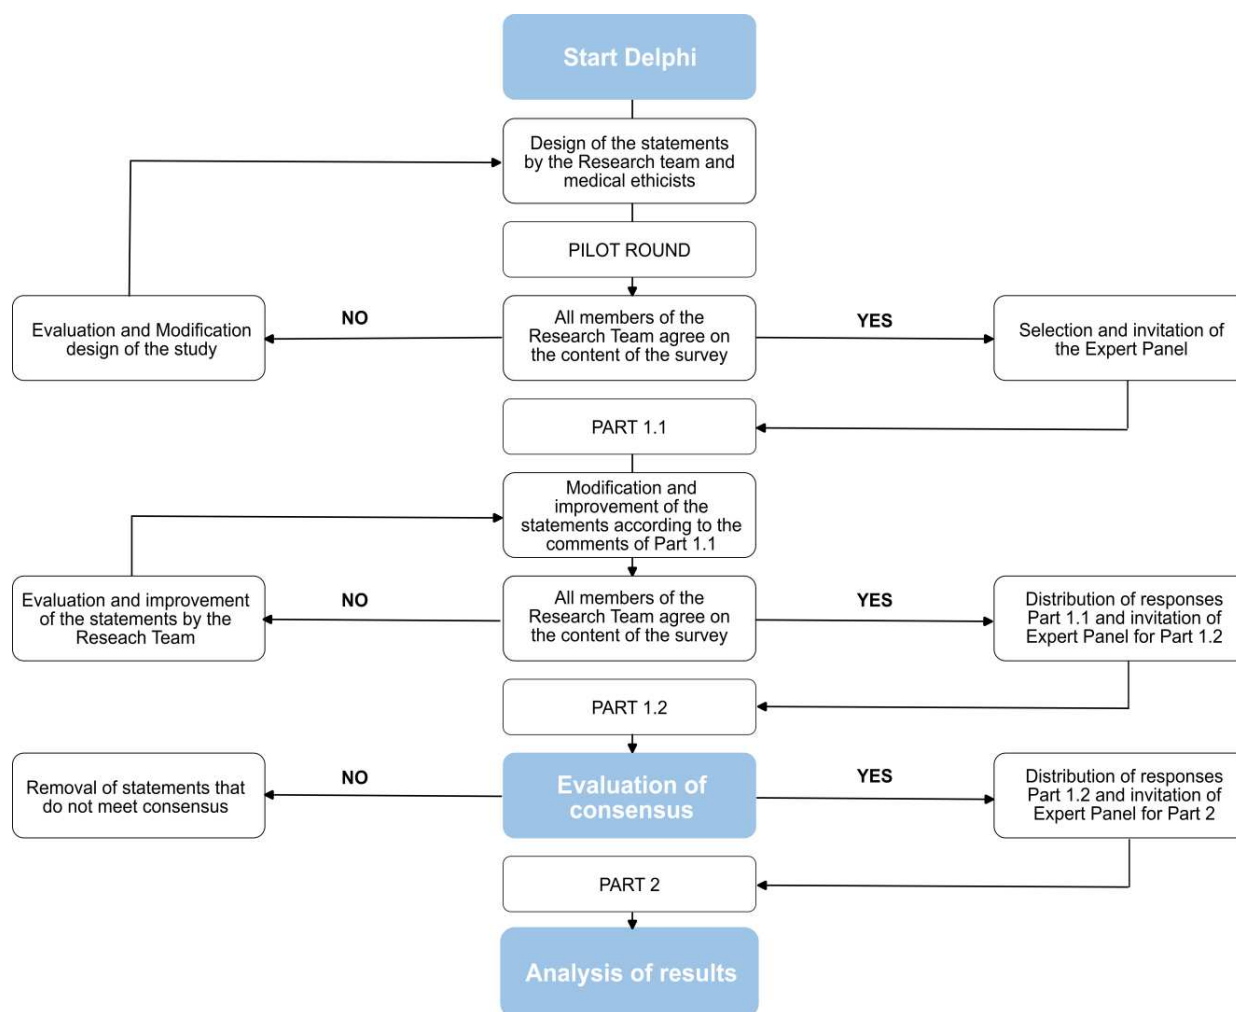 Start Delphi
Design of the statements
by the Research team and
medical ethicists
PILOT ROUND
Evaluation and Modification
design of the study
NO
All members of the
Research Team agree on
the content of the survey
YES
Selection and invitation of
the Expert Panel
PART 1.1
Modification and
improvement of the
statements according to the
comments of Part 1.1
Evaluation and improvement
of the statements by the
Reseach Team
NO
All members of the
Research Team agree on
the content of the survey
YES
Distribution of responses
Part 1.1 and invitation of
Expert Panel for Part 1.2
PART 1.2
Removal of statements that
do not meet consensus
NO
Evaluation of
consensus
YES
Distribution of responses
Part 1.2 and invitation of
Expert Panel for Part 2
PART 2
Analysis of results